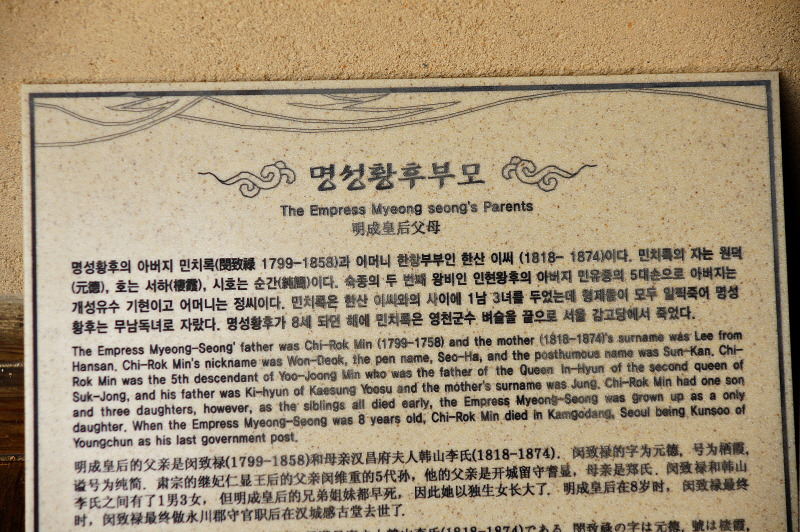 명성황후부모
The Empress Myeong seong's Parents
明成皇后父母
명성황후의 아버지 민치록(閔致祿 1799-1858)과 어머니 한창부부인 한산 이씨 (1818- 1874)이다. 민치록의 자는 원덕
(元德), 호는 서하(棲霞), 시호는 순간(純簡)이다. 숙종의 두 번째 왕비인 인현왕후의 아버지 민유중의 5대손으로 아버지는
개성유수 기현이고 어머니는 정씨이다. 민치록은 한산 이씨와의 사이에 1남 3녀를 두었는데 형제들이 모두 일찍죽어 명성
황후는 무남독녀로 자랐다. 명성황후가 8세 되던 해에 민치록은 영천군수 벼슬을 끝으로 서울 감고당에서 죽었다.
The Empress Myeong-Seong' father was Chi-Rok Min (1799-1758) and the mother (1818-1874)'s surname was Lee from
Hansan. Chi-Rok Min's nickname was Won-Deok, the pen name, Seo-Ha, and the posthumous name was Sun-Kan. Chi-
Rok Min was the 5th descendant of Yoo-Joong Min who was the father of the Queen In-Hyun of the second queen of
Suk-Jong, and his father was Ki-hyun of Kaesung Yoosu and the mother's surname was Jung. Chi-Rok Min had one son
and three daughters, however, as the siblings all died early, the Empress Myeong-Seong was grown up as a only
daughter. When the Empress Myeong-Seong was 8 years old, Chi-Rok Min died in Kamgodang, Seoul being Kunsoo of
Youngchun as his last government post.
明成皇后的父亲是闵致禄(1799-1858)和母亲汉昌府夫人韩山李氏(1818-1874). 闵致禄的字为元德, 号为栖霞,
谥号为纯简. 肃宗的继妃仁显王后的父亲闵维重的5代孙, 他的父亲是开城留守耆显, 母亲是郑氏. 闵致禄和韩山
李氏之间有了1男3女, 但明成皇后的兄弟姐妹都早死, 因此她以独生女长大了. 明成皇后在8岁时, 闵致禄最终
时, 闵致禄最终做永川郡守官职后在汉城感古堂去世了.
韓山李氏(1818-1874)である. 閔致禄の字は元徳, 號は棲霞,